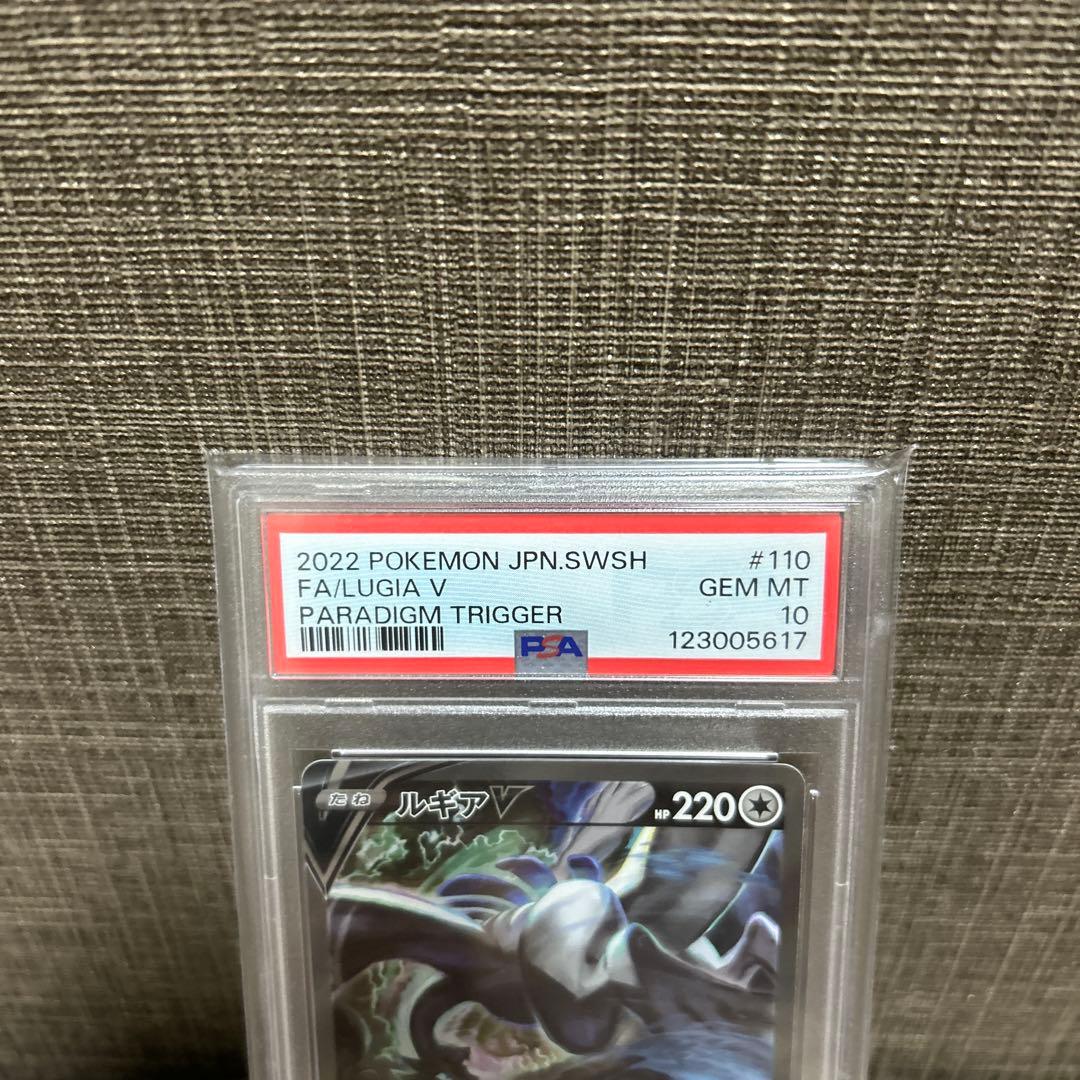 2022 POKEMON JPN.SWSH #110
FA/LUGIA V GEM MT
PARADIGM TRIGGER 10
PSA 123005617
たね ルギアV HP 220